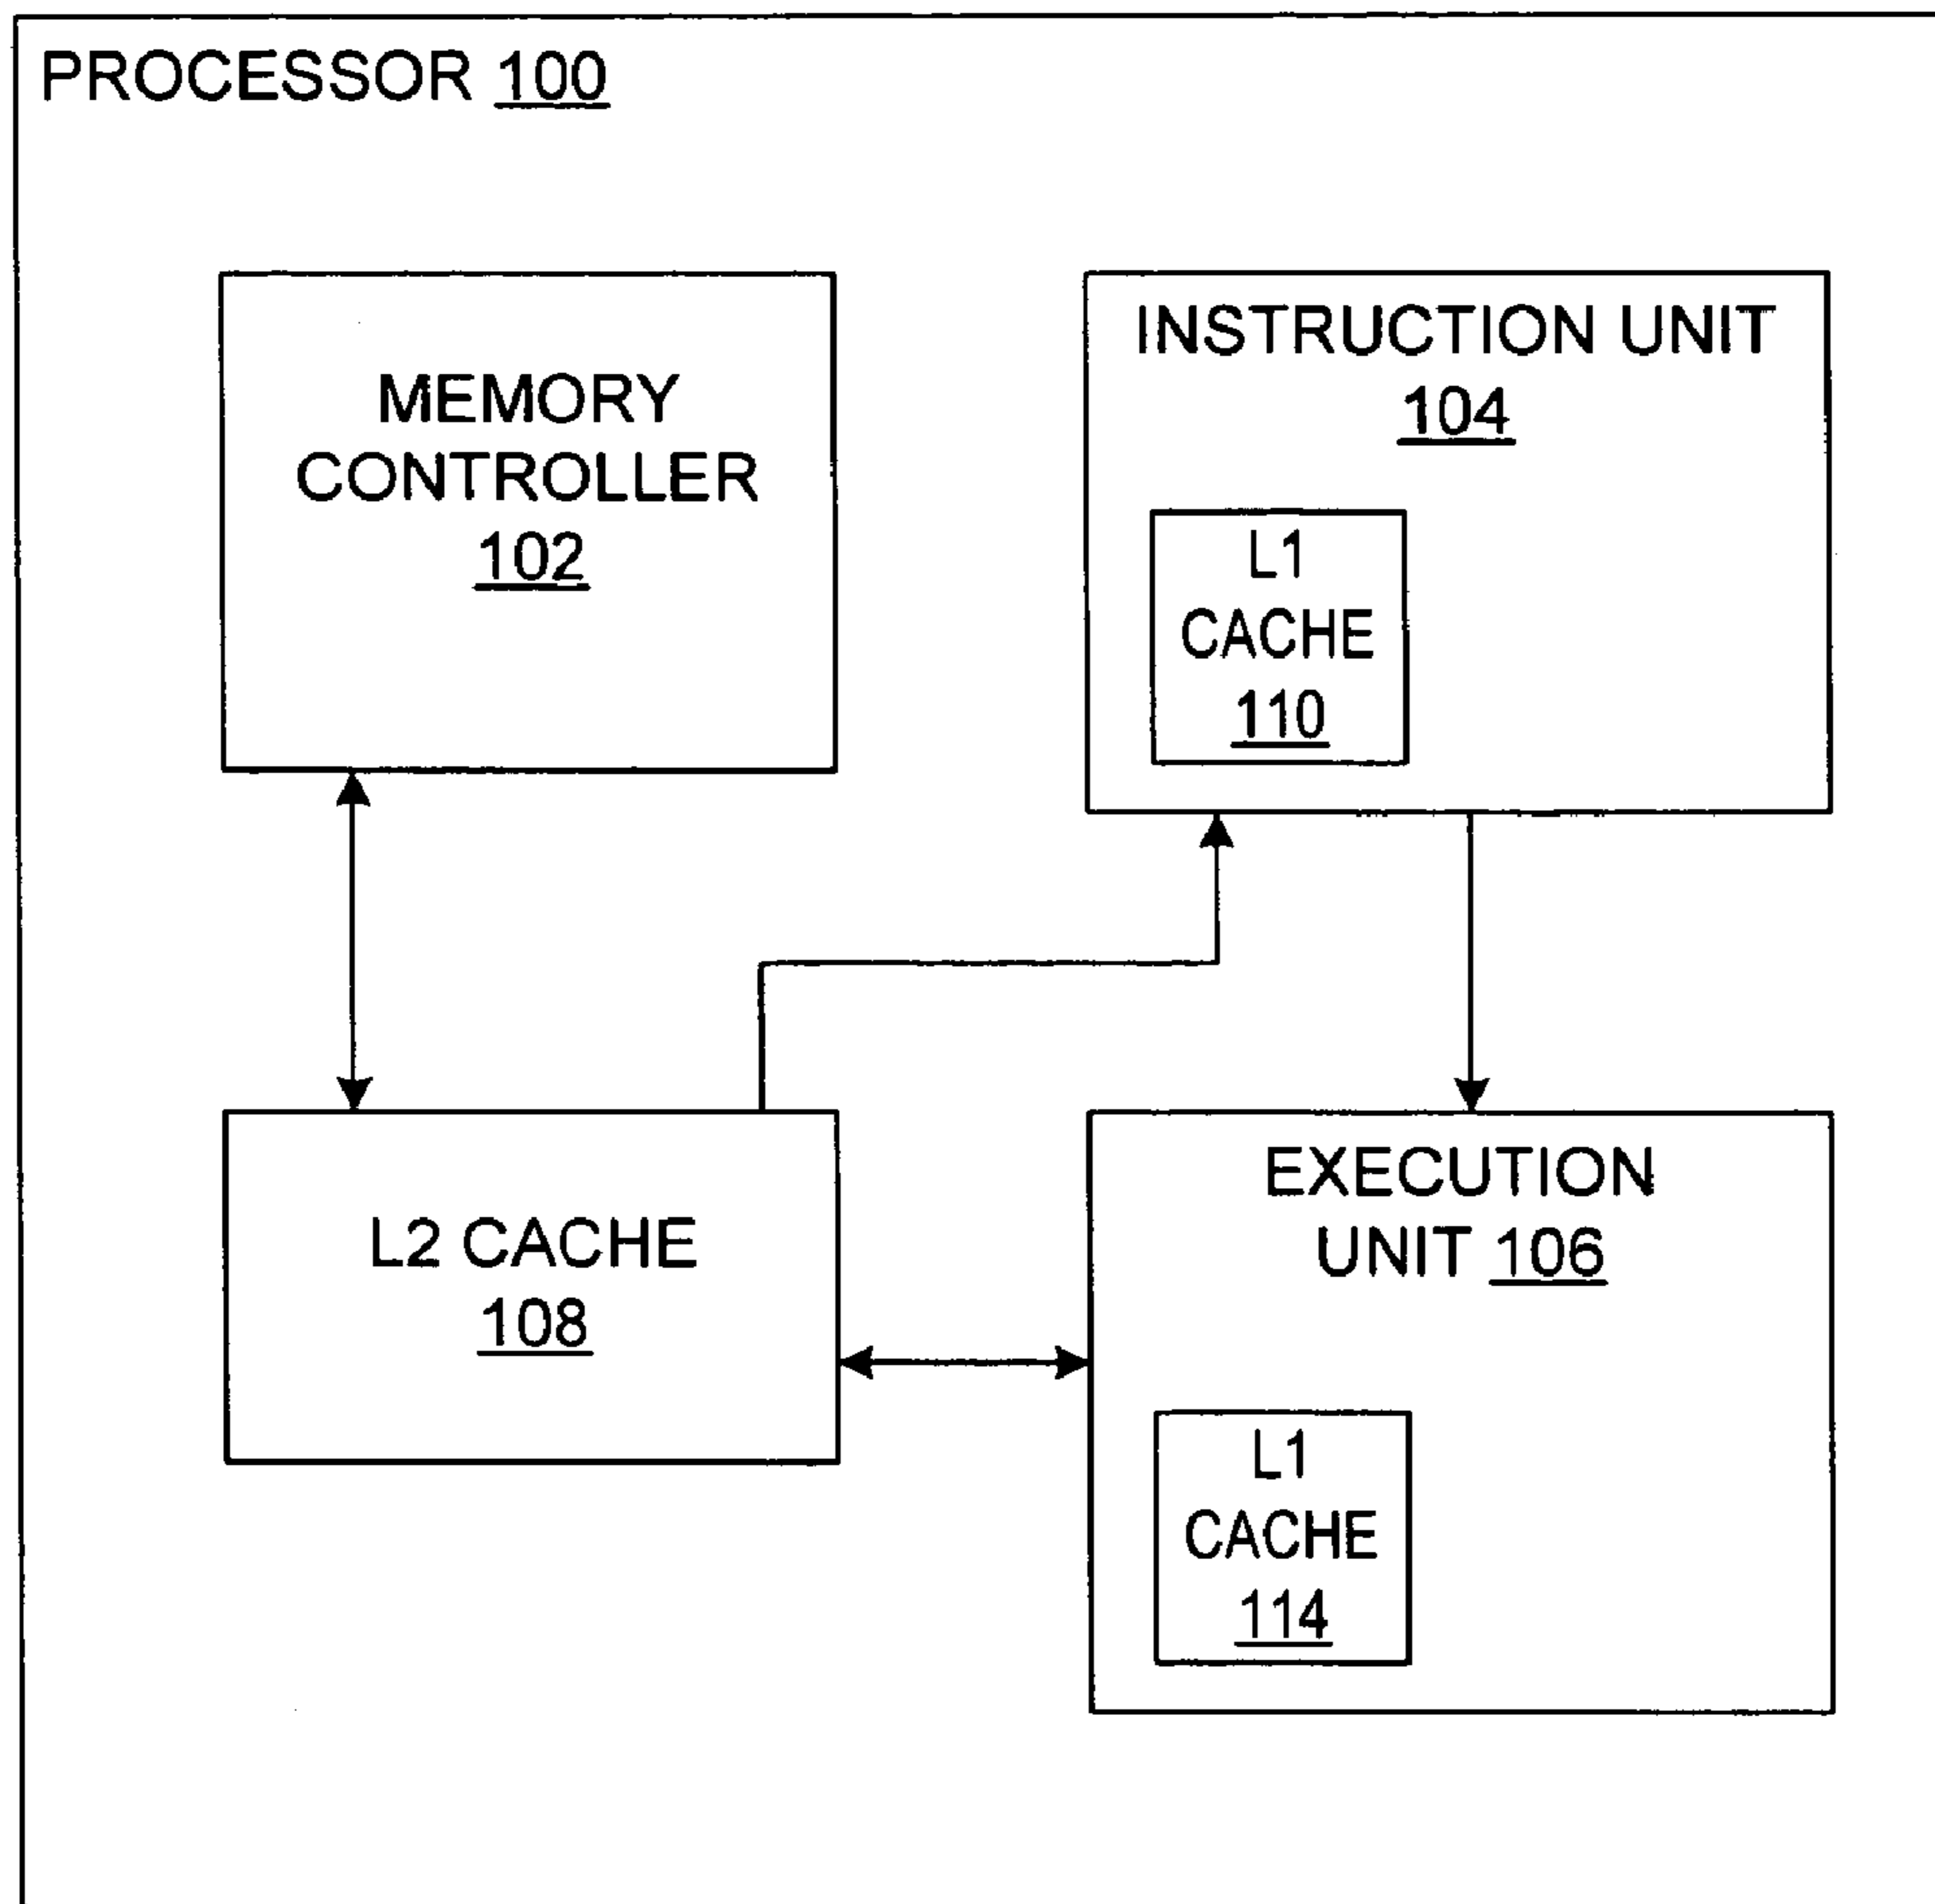 PROCESSOR 100
MEMORY
CONTROLLER
102
INSTRUCTION UNIT
104
L1
CACHE
110
L2 CACHE
108
EXECUTION
UNIT 106
L1
CACHE
114